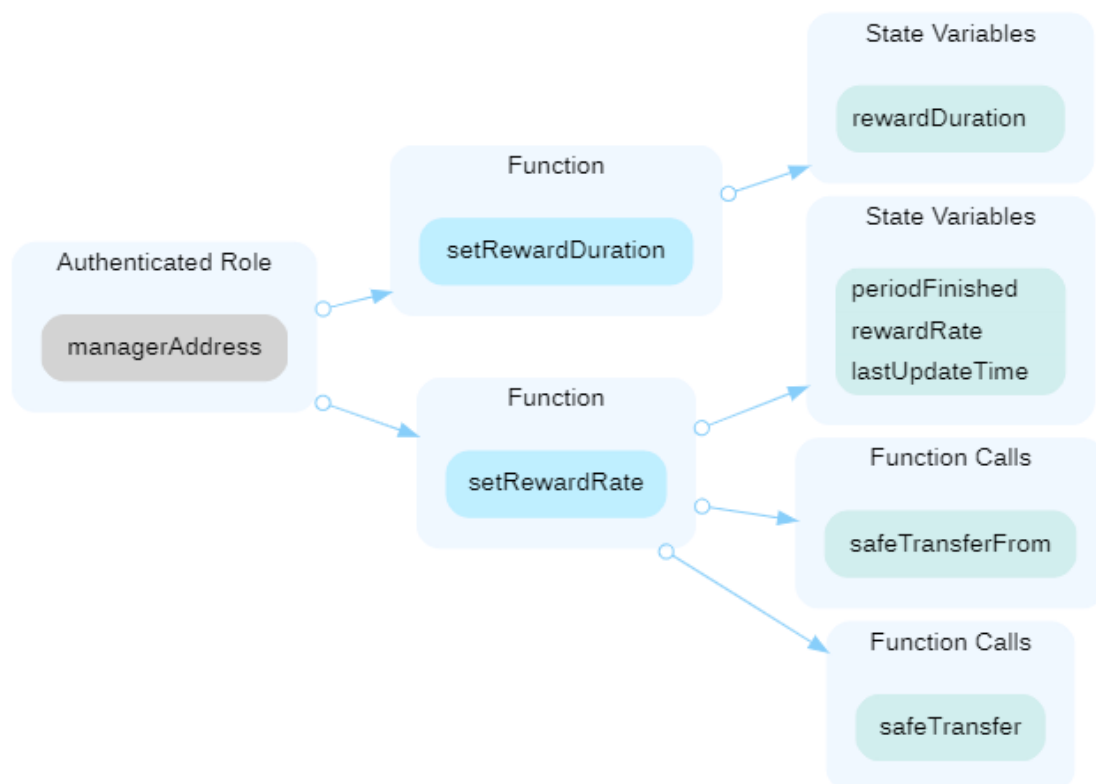 Authenticated Role
managerAddress
Function
setRewardDuration
Function
setRewardRate
State Variables
rewardDuration
State Variables
periodFinished
rewardRate
lastUpdateTime
Function Calls
safeTransferFrom
Function Calls
safeTransfer